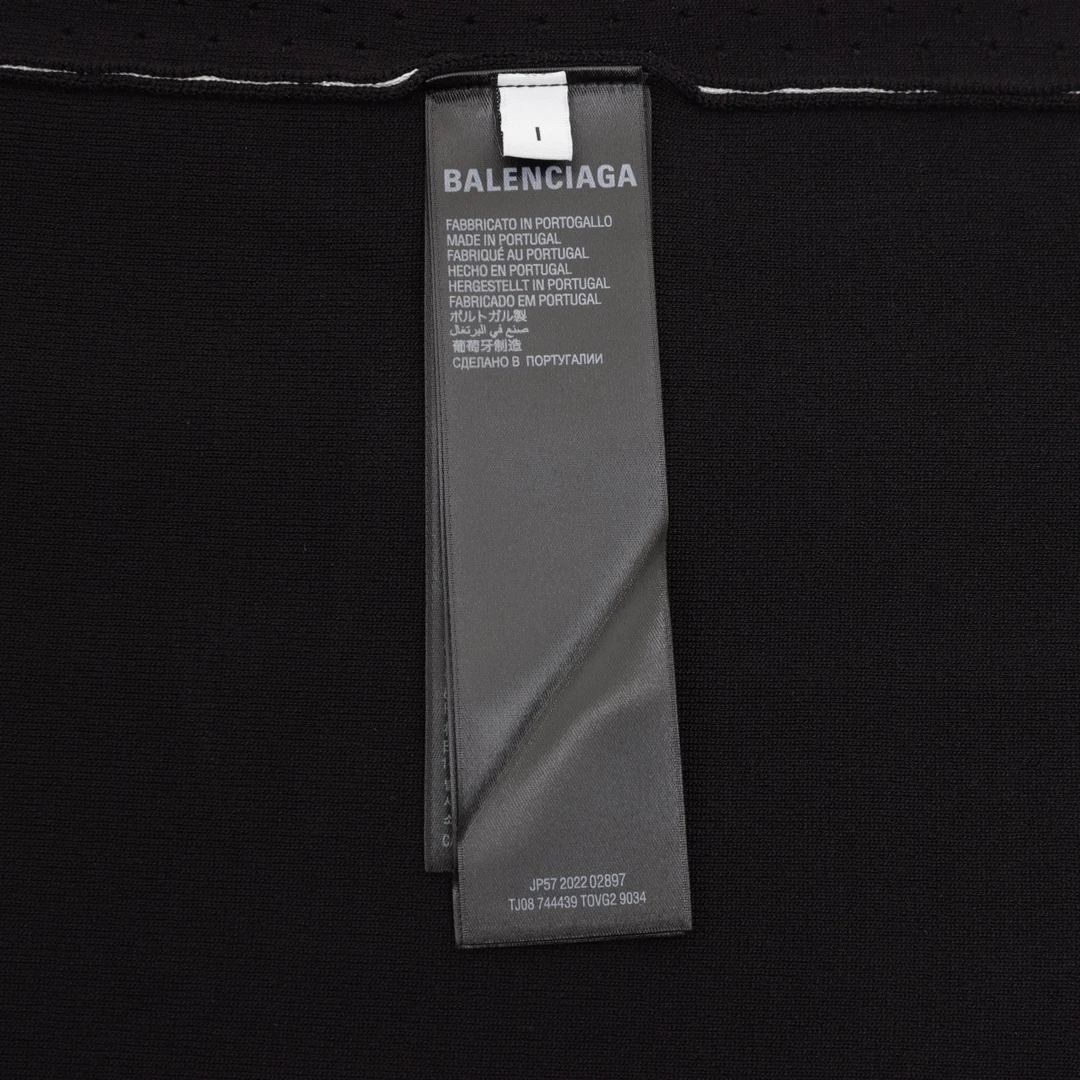 1
BALENCIAGA
FABBRICATO IN PORTOGALLO
MADE IN PORTUGAL
FABRIQUÉ AU PORTUGAL
HECHO EN PORTUGAL
HERGESTELLT IN PORTUGAL
FABRICADO EM PORTUGAL
ポルトガル製
صنع في البرتغال
葡萄牙制造
СДЕЛАНО В ПОРТУГАЛИИ
JP57 2022 02897
TJ08 744439 TOVG2 9034